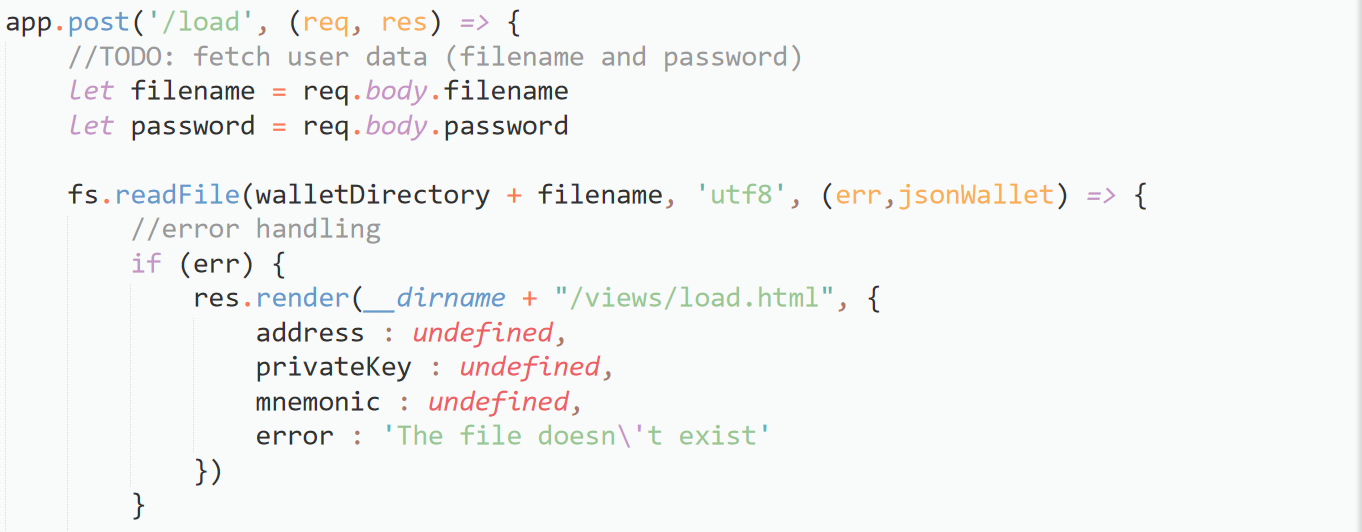 app.post('/load', (req, res) => {
    //TODO: fetch user data (filename and password)
    let filename = req.body.filename
    let password = req.body.password

    fs.readFile(walletDirectory + filename, 'utf8', (err,jsonWallet) => {
        //error handling
        if (err) {
            res.render(__dirname + "/views/load.html", {
                address : undefined,
                privateKey : undefined,
                mnemonic : undefined,
                error : 'The file doesn\'t exist'
            })
        }